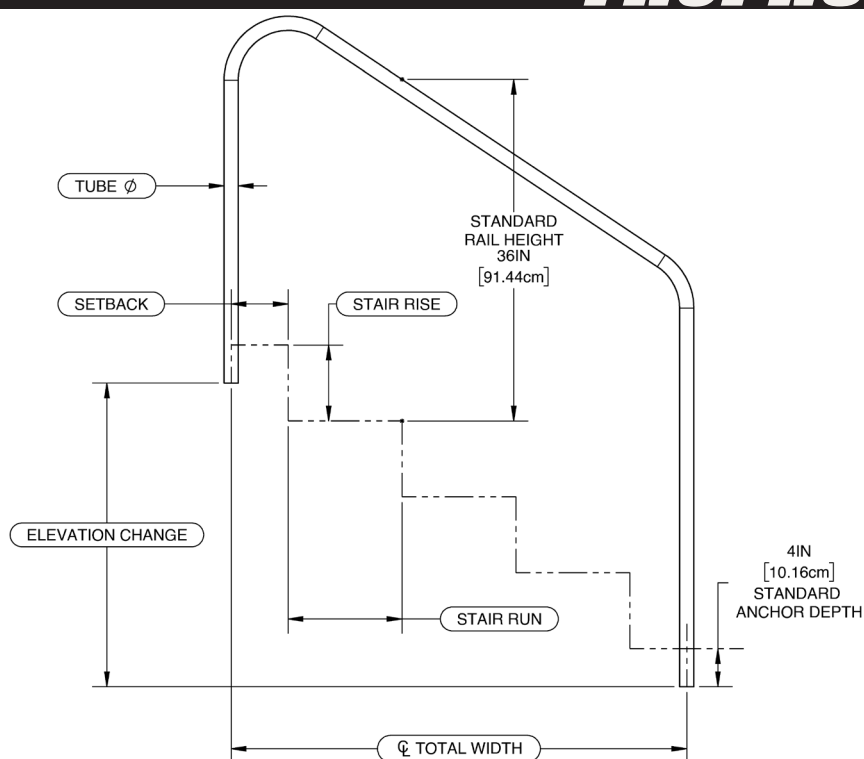 TUBE Ø
STANDARD
RAIL HEIGHT
36IN
[91.44cm]
SETBACK
STAIR RISE
ELEVATION CHANGE
4IN
[10.16cm]
STANDARD
ANCHOR DEPTH
STAIR RUN
℄ TOTAL WIDTH